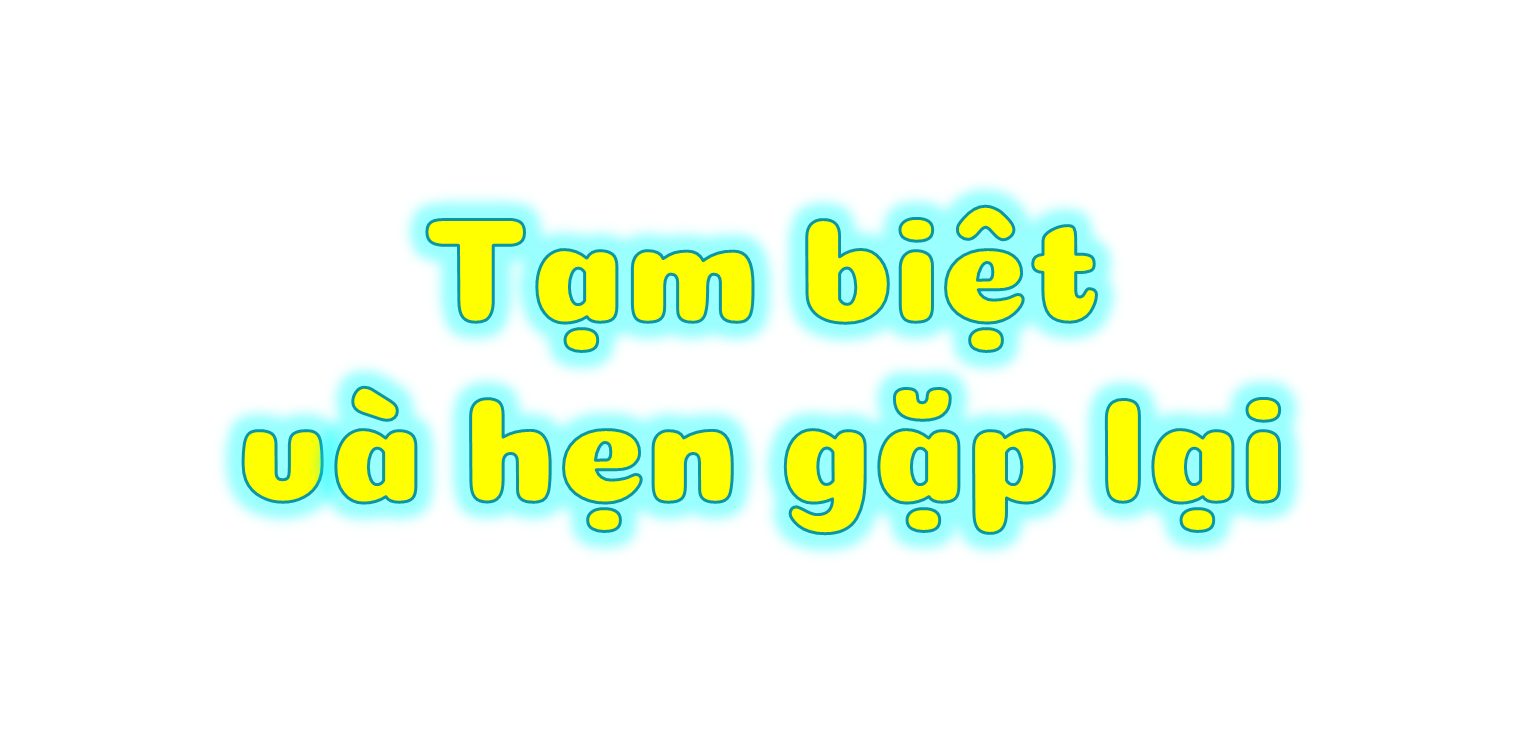 Tạm biệt
và hẹn gặp lại